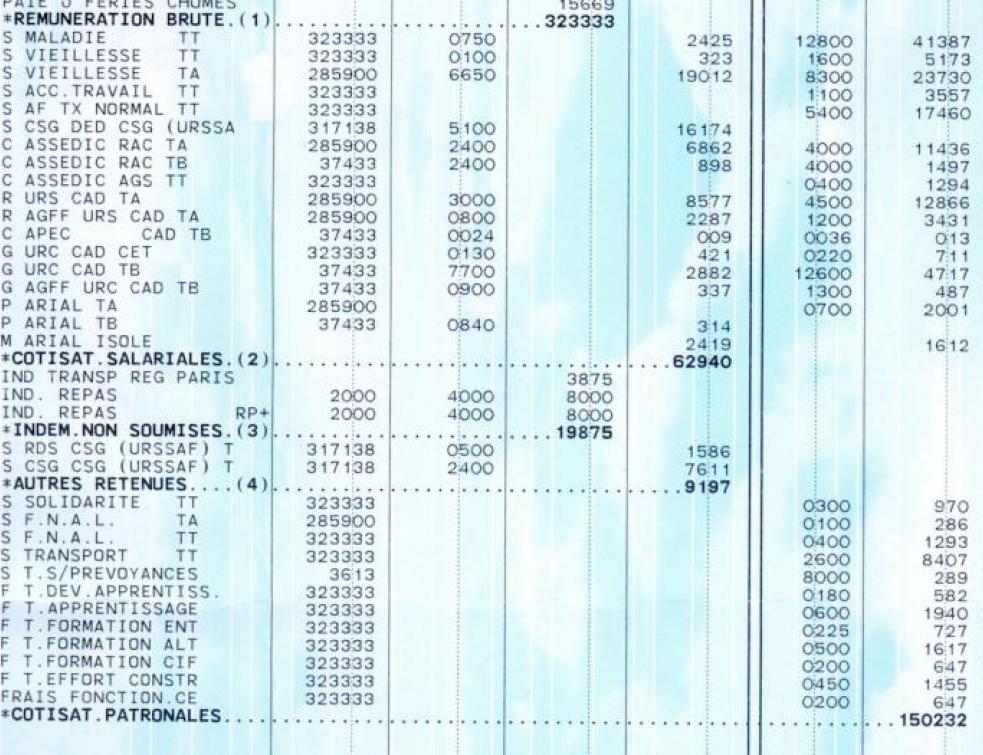 PAIE J FERIES CHOMES 15669
*REMUNERATION BRUTE.(1)..............................323333
S MALADIE TT 323333 0750 2425 12800 41387
S VIEILLESSE TT 323333 0100 323 1600 5173
S VIEILLESSE TA 285900 6650 19012 8300 23730
S ACC.TRAVAIL TT 323333 1100 3557
S AF TX NORMAL TT 323333 5400 17460
S CSG DED CSG (URSSA 317138 5100 16174
C ASSEDIC RAC TA 285900 2400 6862 4000 11436
C ASSEDIC RAC TB 37433 2400 898 4000 1497
C ASSEDIC AGS TT 323333 0400 1294
R URS CAD TA 285900 3000 8577 4500 12866
R AGFF URS CAD TA 285900 0800 2287 1200 3431
C APEC CAD TB 37433 0024 009 0036 013
G URC CAD CET 323333 0130 421 0220 711
G URC CAD TB 37433 7700 2882 12600 4717
G AGFF URC CAD TB 37433 0900 337 1300 487
P ARIAL TA 285900 0700 2001
P ARIAL TB 37433 0840 314
M ARIAL ISOLE 2419 1612
*COTISAT.SALARIALES.(2)..............................62940
IND TRANSP REG PARIS 3875
IND. REPAS 2000 4000 8000
IND. REPAS RP+ 2000 4000 8000
*INDEM.NON SOUMISES.(3)..............................19875
S RDS CSG (URSSAF) T 317138 0500 1586
S CSG CSG (URSSAF) T 317138 2400 7611
*AUTRES RETENUES....(4)..............................9197
S SOLIDARITE TT 323333 0300 970
S F.N.A.L. TA 285900 0100 286
S F.N.A.L. TT 323333 0400 1293
S TRANSPORT TT 323333 2600 8407
S T.S/PREVOYANCES 3613 8000 289
F T.DEV.APPRENTISS. 323333 0180 582
F T.APPRENTISSAGE 323333 0600 1940
F T.FORMATION ENT 323333 0225 727
F T.FORMATION ALT 323333 0500 1617
F T.FORMATION CIF 323333 0200 647
F T.EFFORT CONSTR 323333 0450 1455
FRAIS FONCTION.CE 323333 0200 647
*COTISAT.PATRONALES..............................150232